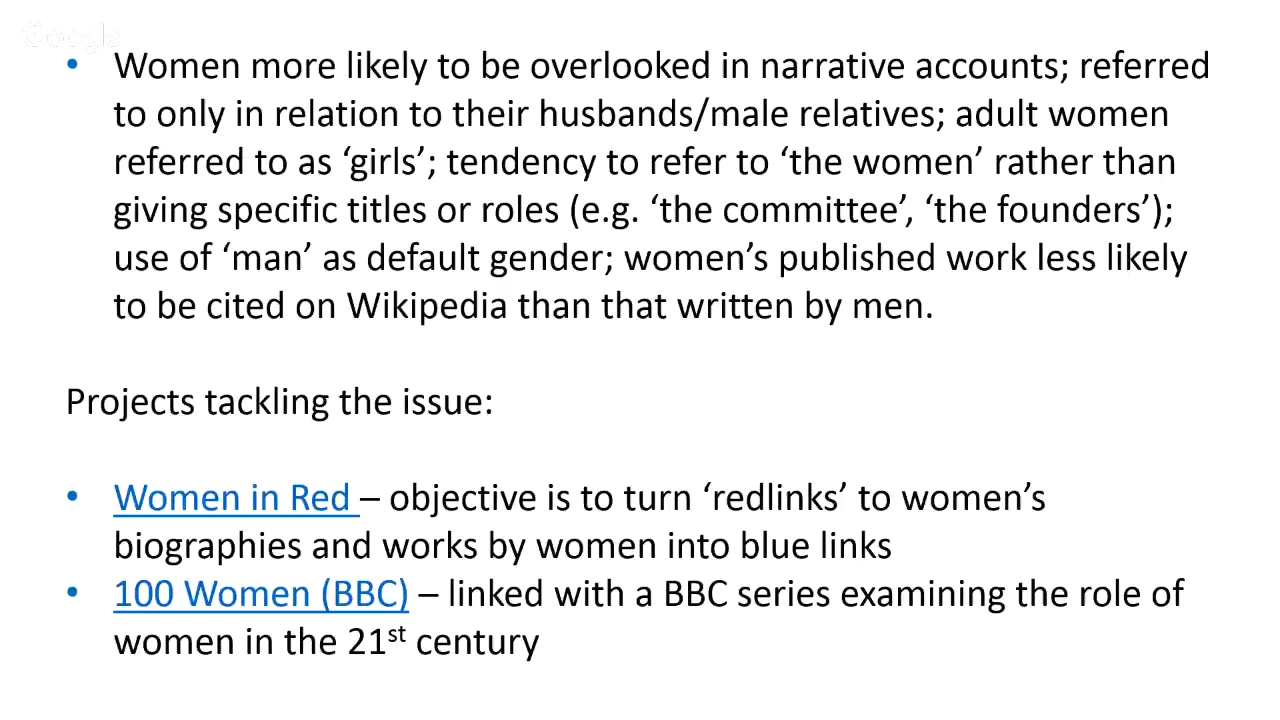 Google
• Women more likely to be overlooked in narrative accounts; referred
to only in relation to their husbands/male relatives; adult women
referred to as ‘girls’; tendency to refer to ‘the women’ rather than
giving specific titles or roles (e.g. ‘the committee’, ‘the founders’);
use of ‘man’ as default gender; women’s published work less likely
to be cited on Wikipedia than that written by men.
Projects tackling the issue:
• Women in Red – objective is to turn ‘redlinks’ to women’s
biographies and works by women into blue links
• 100 Women (BBC) – linked with a BBC series examining the role of
women in the 21st century